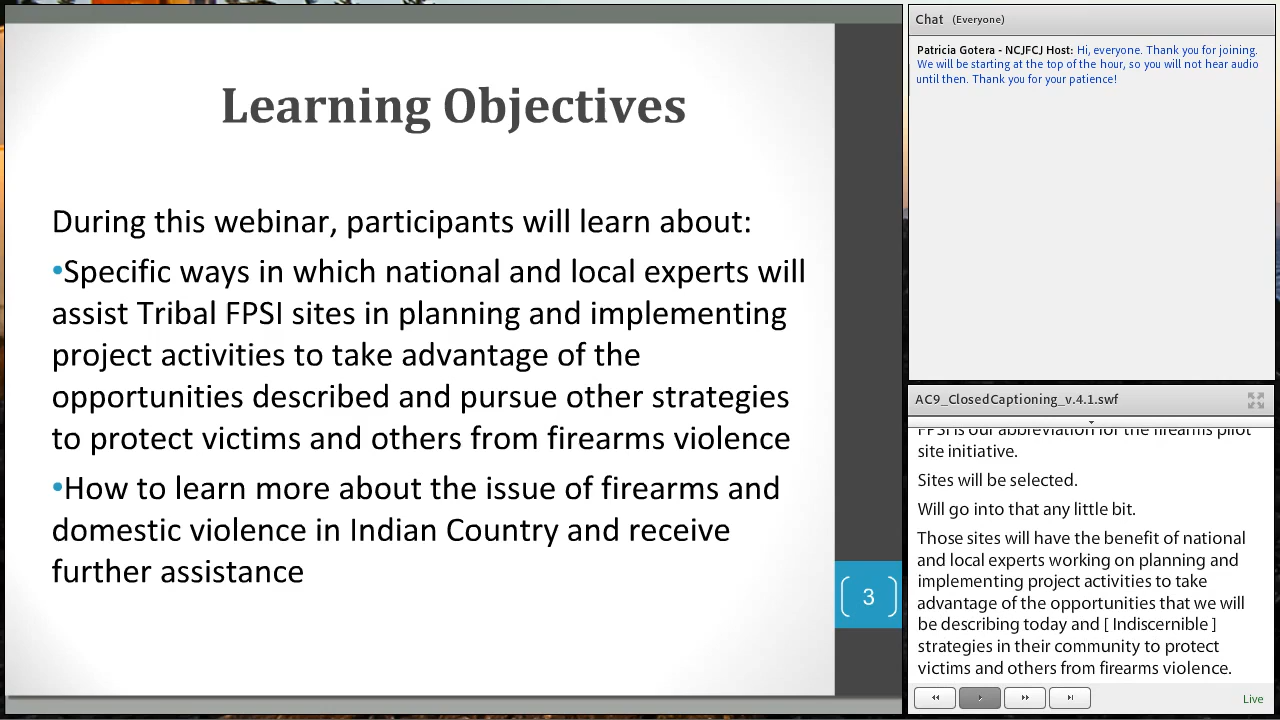 Learning Objectives
During this webinar, participants will learn about:
•Specific ways in which national and local experts will
assist Tribal FPSI sites in planning and implementing
project activities to take advantage of the
opportunities described and pursue other strategies
to protect victims and others from firearms violence
•How to learn more about the issue of firearms and
domestic violence in Indian Country and receive
further assistance
3
Chat (Everyone)
Patricia Gotera - NCJFCJ Host: Hi, everyone. Thank you for joining.
We will be starting at the top of the hour, so you will not hear audio
until then. Thank you for your patience!
AC9_ClosedCaptioning_v.4.1.swf
FPSI is our abbreviation for the firearms pilot
site initiative.
Sites will be selected.
Will go into that any little bit.
Those sites will have the benefit of national
and local experts working on planning and
implementing project activities to take
advantage of the opportunities that we will
be describing today and [ Indiscernible ]
strategies in their community to protect
victims and others from firearms violence.
Live